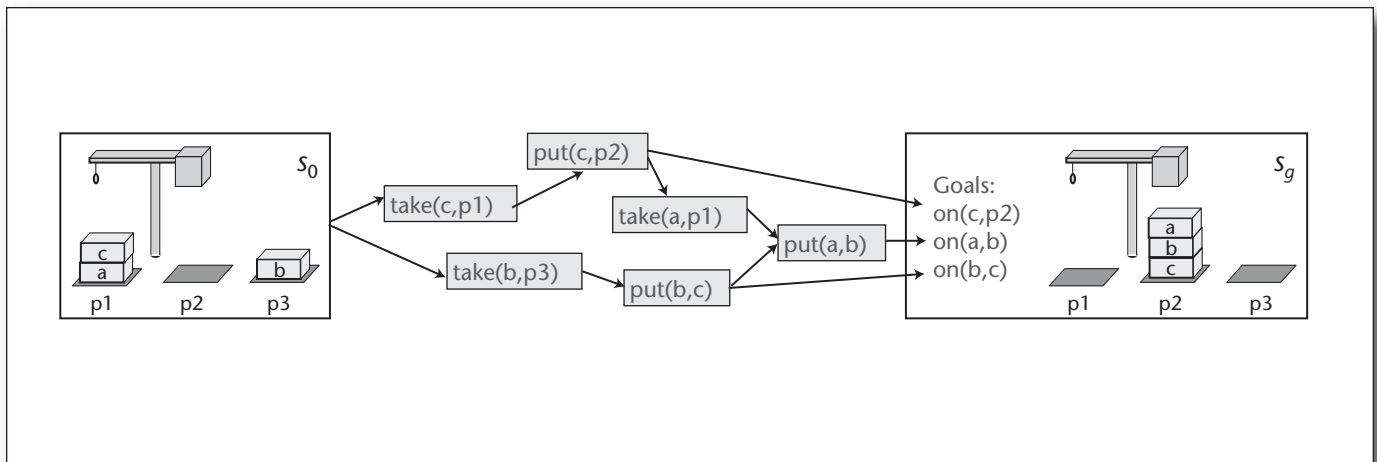 s0
c
a
b
p1 p2 p3
take(c,p1)
put(c,p2)
take(a,p1)
take(b,p3)
put(b,c)
put(a,b)
Goals:
on(c,p2)
on(a,b)
on(b,c)
sg
a
b
c
p1 p2 p3